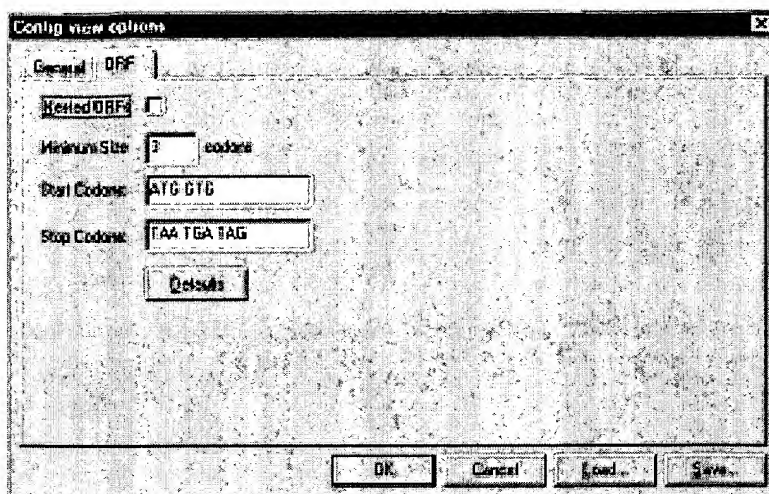 Contig view options
General ORF
Nested ORFs
Minimum Size: 3 codons
Start Codons: ATG GTG
Stop Codons: TAA TGA TAG
Defaults
OK Cancel Load... Save...